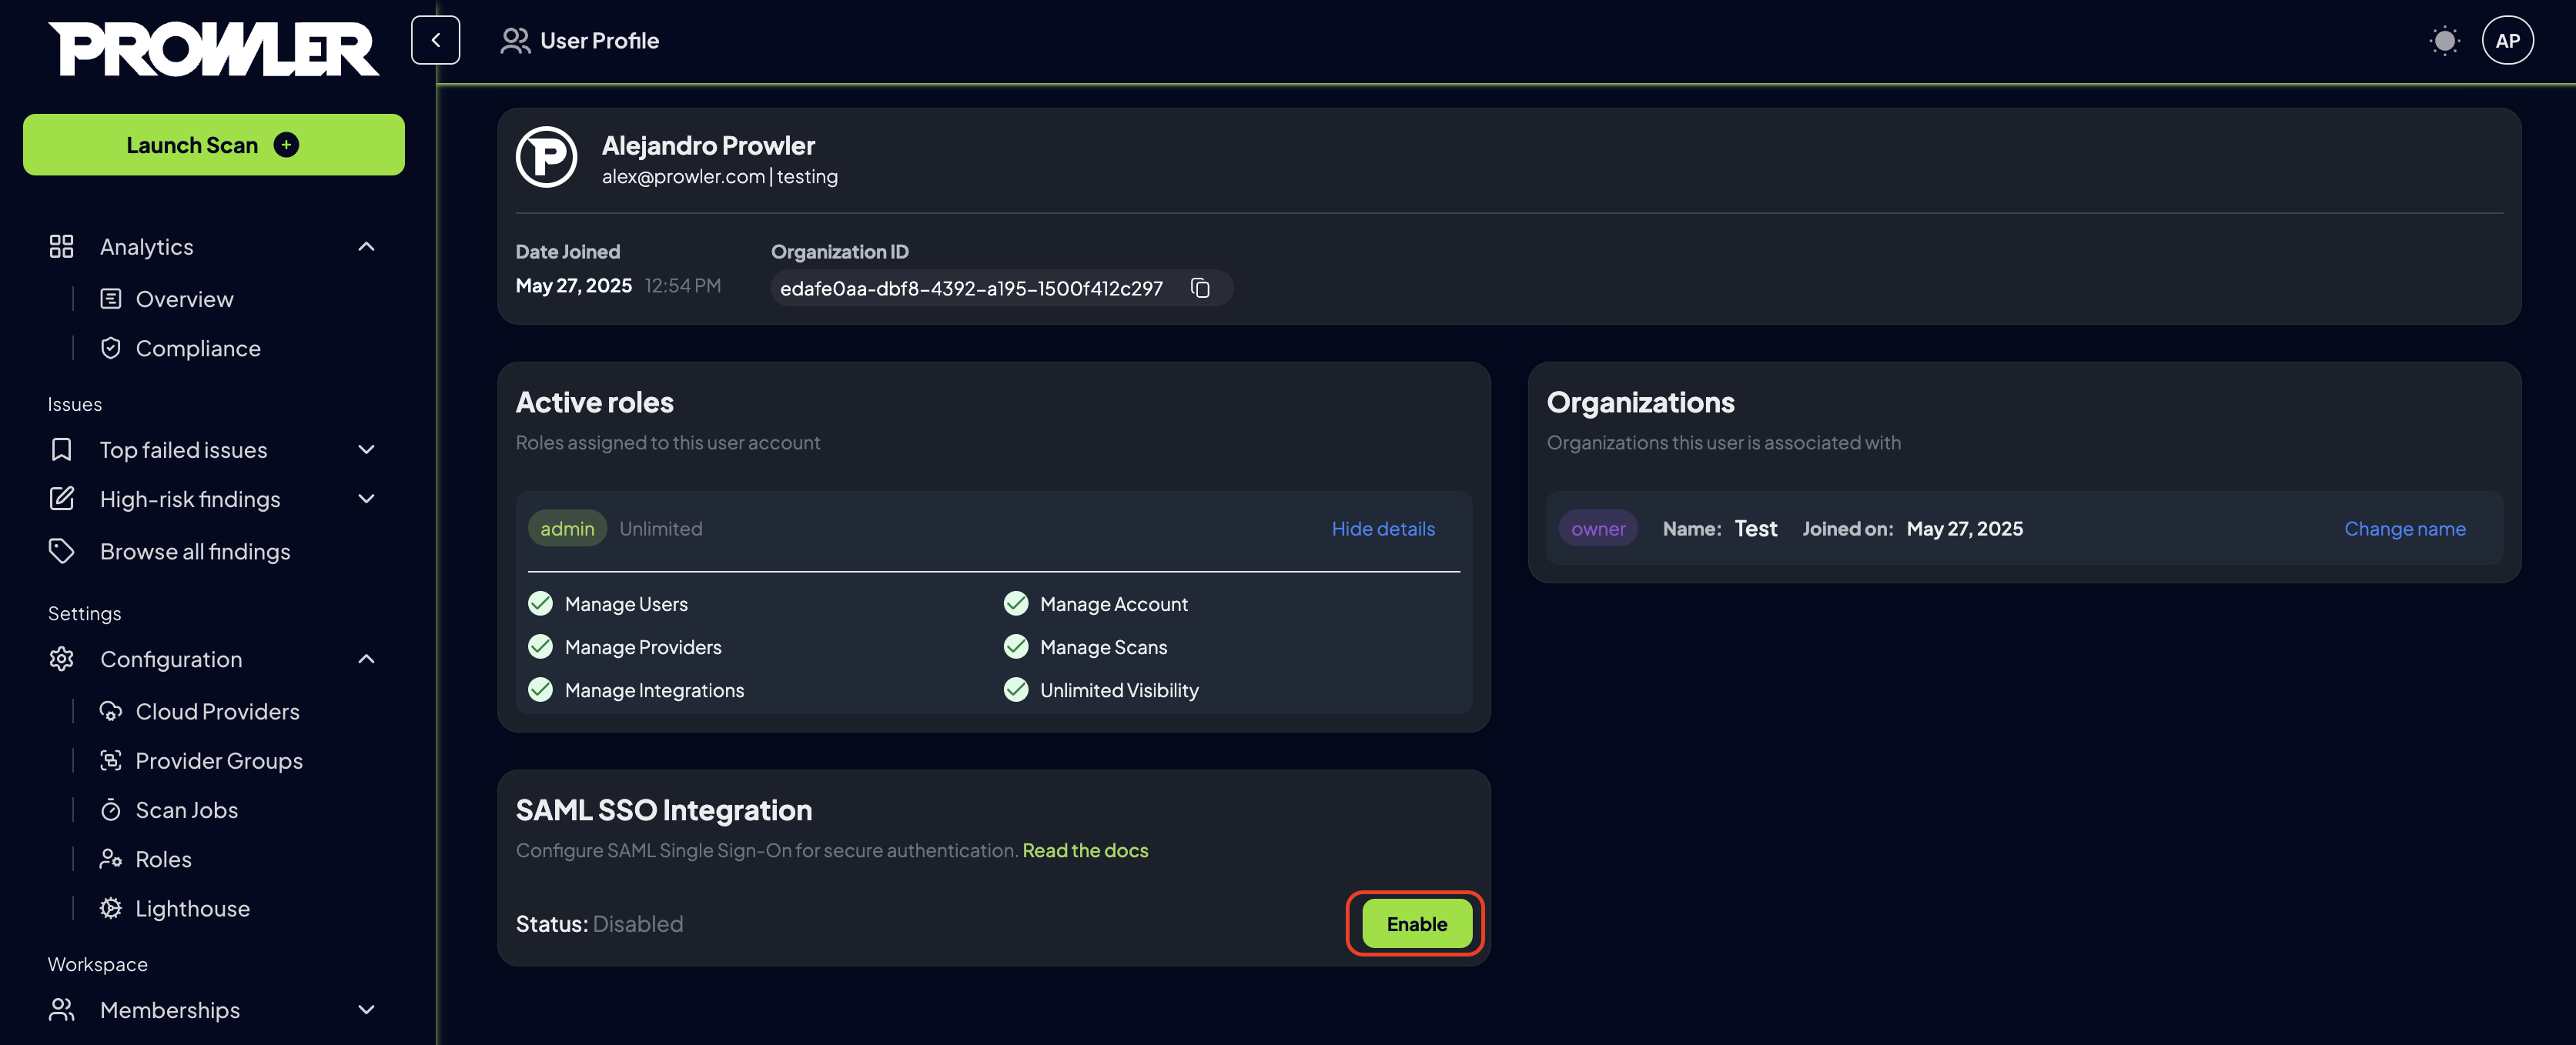 PROWLER
User Profile
AP
Launch Scan
Analytics
Overview
Compliance
Issues
Top failed issues
High-risk findings
Browse all findings
Settings
Configuration
Cloud Providers
Provider Groups
Scan Jobs
Roles
Lighthouse
Workspace
Memberships
Alejandro Prowler
alex@prowler.com | testing
Date Joined
May 27, 2025 12:54 PM
Organization ID
edafe0aa-dbf8-4392-a195-1500f412c297
Active roles
Roles assigned to this user account
admin Unlimited Hide details
Manage Users
Manage Account
Manage Providers
Manage Scans
Manage Integrations
Unlimited Visibility
Organizations
Organizations this user is associated with
owner Name: Test Joined on: May 27, 2025 Change name
SAML SSO Integration
Configure SAML Single Sign-On for secure authentication. Read the docs
Status: Disabled
Enable